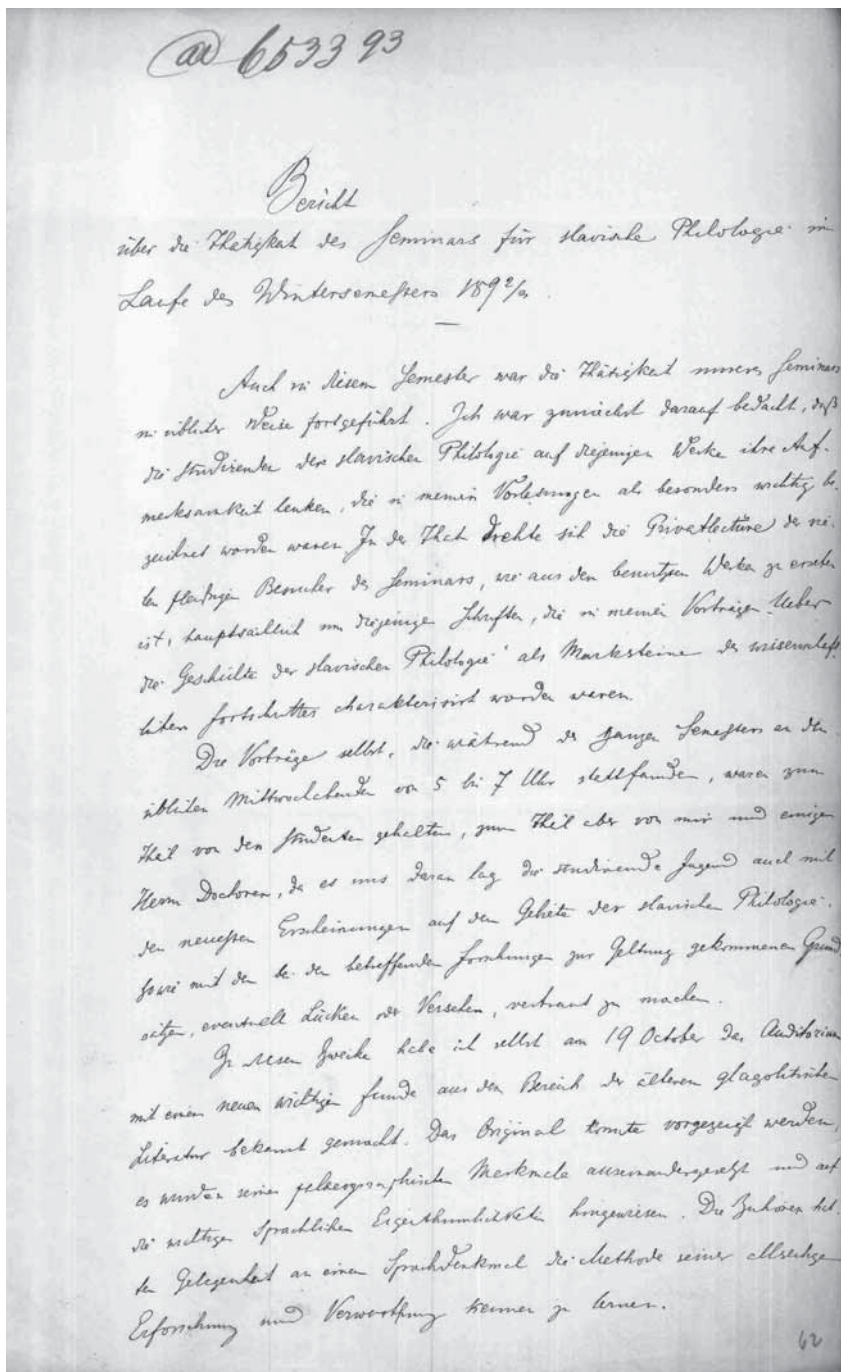 ad 6533 93
Bericht
über die Thätigkeit des Seminars für slavische Philologie im
Laufe des Wintersemesters 1892/3.
Auch in diesem Semester war die Thätigkeit unseres Seminars
in üblicher Weise fortgeführt. Ich war zunächst darauf bedacht, daß
die Studirenden der slavischen Philologie auf diejenigen Werke ihre Auf-
merksamkeit lenken, die in meinen Vorlesungen als besonders wichtig be-
zeichnet worden waren. In der That drehte sich die Privatlectüre der
fleißigen Besucher des Seminars, wie aus den benutzten Werken zu ersehen
ist, hauptsächlich um diejenigen Schriften, die in meinen Vorträgen „Ueber
die Geschichte der slavischen Philologie“ als Marksteine des wissenschaft-
lichen Fortschrittes charakterisirt worden waren.
Die Vorträge selbst, die während des ganzen Semesters an den
üblichen Mittwochabenden von 5 bis 7 Uhr stattfanden, waren zum
Theil von den Studenten gehalten, zum Theil aber von mir und einigen
Herrn Doctoren, da es uns daran lag die studirende Jugend auch mit
den neuesten Erscheinungen auf dem Gebiete der slavischen Philologie,
sowie mit den bei den betreffenden Forschungen zur Geltung gekommenen Grund
sätzen, eventuell Lücken oder Versehen, vertraut zu machen.
Zu diesem Zwecke habe ich selbst am 19 October das Auditorium
mit einem neuen wichtigen Funde aus dem Bereich der älteren glagolitischen
Literatur bekannt gemacht. Das Original konnte vorgezeigt werden,
es wurden seine palaeographischen Merkmale auseinandergesetzt und auf
die wichtigen sprachlichen Eigenthümlichkeiten hingewiesen. Die Zuhörer hat-
ten Gelegenheit an einem Sprachdenkmal die Methode seiner allseitigen
Erforschung und Verwerthung kennen zu lernen.
62